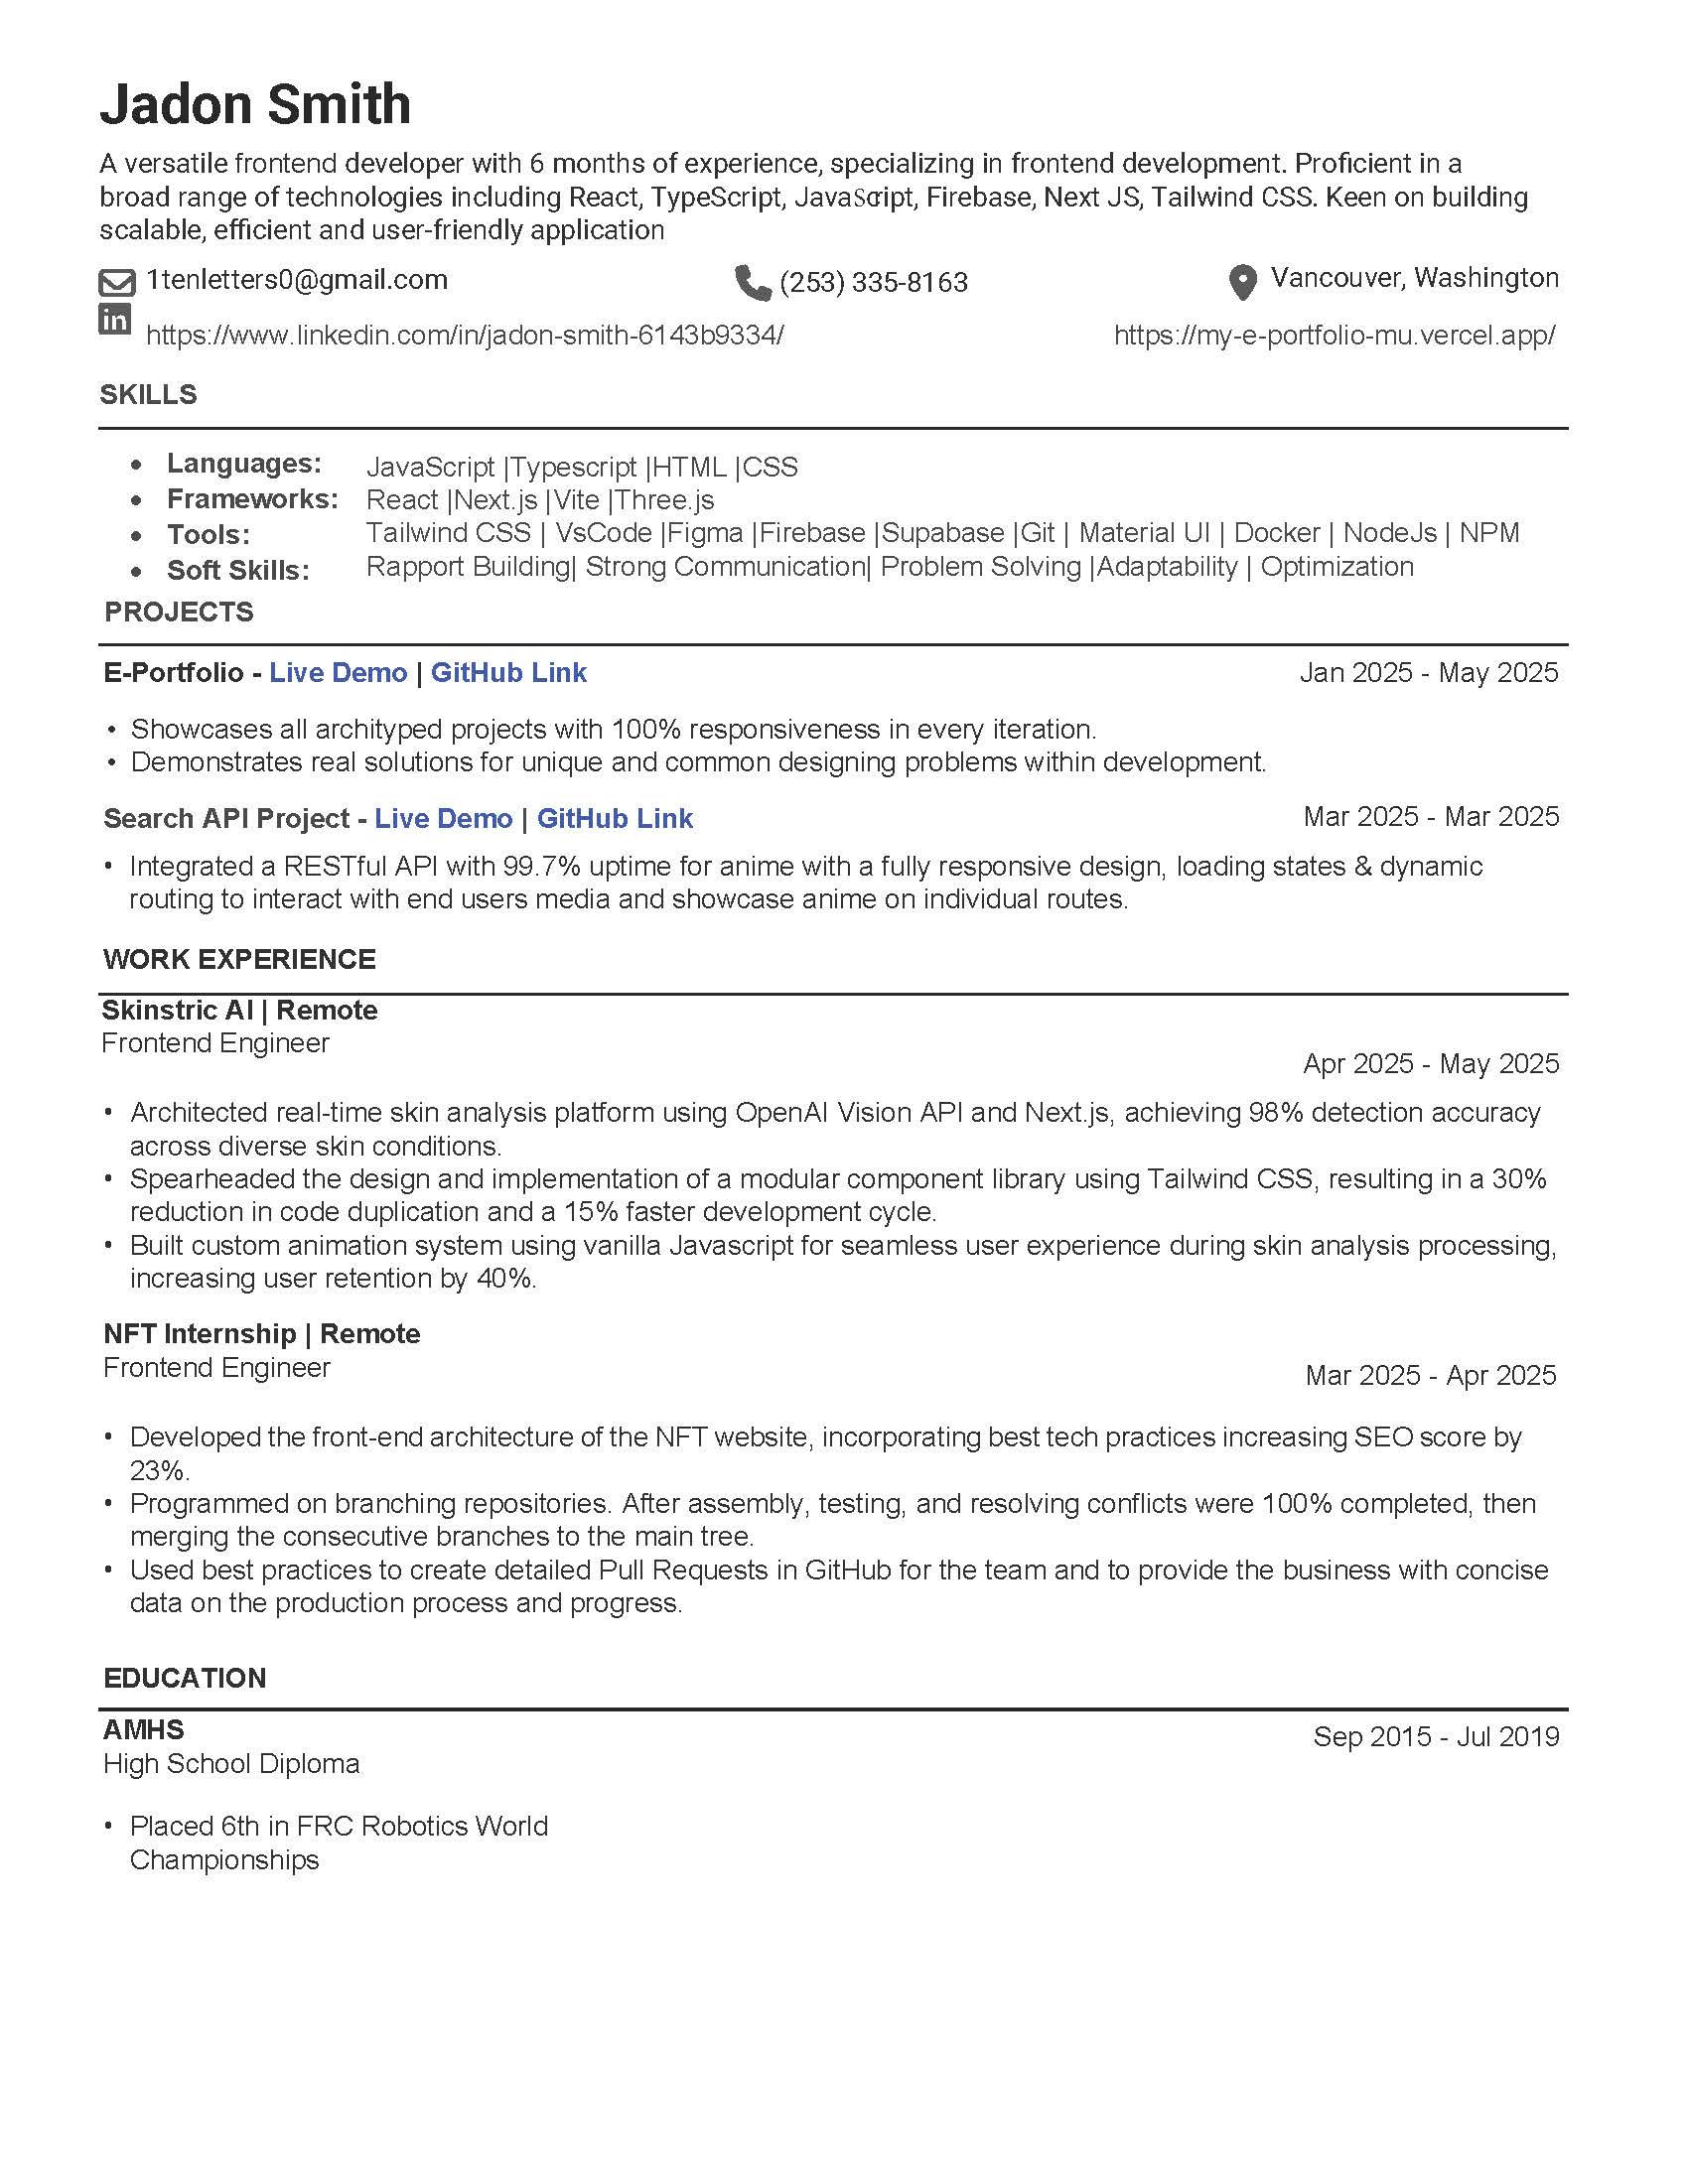 Jadon Smith
A versatile frontend developer with 6 months of experience, specializing in frontend development. Proficient in a
broad range of technologies including React, TypeScript, JavaScript, Firebase, Next JS, Tailwind CSS. Keen on building
scalable, efficient and user-friendly application
1tenletters0@gmail.com (253) 335-8163 Vancouver, Washington
in https://www.linkedin.com/in/jadon-smith-6143b9334/ https://my-e-portfolio-mu.vercel.app/
SKILLS
• Languages: JavaScript |Typescript |HTML |CSS
• Frameworks: React |Next.js |Vite |Three.js
• Tools: Tailwind CSS | VsCode |Figma |Firebase |Supabase |Git | Material UI | Docker | NodeJs | NPM
• Soft Skills: Rapport Building| Strong Communication| Problem Solving |Adaptability | Optimization
PROJECTS
E-Portfolio - Live Demo | GitHub Link Jan 2025 - May 2025
• Showcases all archityped projects with 100% responsiveness in every iteration.
• Demonstrates real solutions for unique and common designing problems within development.
Search API Project - Live Demo | GitHub Link Mar 2025 - Mar 2025
• Integrated a RESTful API with 99.7% uptime for anime with a fully responsive design, loading states & dynamic
routing to interact with end users media and showcase anime on individual routes.
WORK EXPERIENCE
Skinstric AI | Remote
Frontend Engineer
Apr 2025 - May 2025
• Architected real-time skin analysis platform using OpenAI Vision API and Next.js, achieving 98% detection accuracy
across diverse skin conditions.
• Spearheaded the design and implementation of a modular component library using Tailwind CSS, resulting in a 30%
reduction in code duplication and a 15% faster development cycle.
• Built custom animation system using vanilla Javascript for seamless user experience during skin analysis processing,
increasing user retention by 40%.
NFT Internship | Remote
Frontend Engineer Mar 2025 - Apr 2025
• Developed the front-end architecture of the NFT website, incorporating best tech practices increasing SEO score by
23%.
• Programmed on branching repositories. After assembly, testing, and resolving conflicts were 100% completed, then
merging the consecutive branches to the main tree.
• Used best practices to create detailed Pull Requests in GitHub for the team and to provide the business with concise
data on the production process and progress.
EDUCATION
AMHS Sep 2015 - Jul 2019
High School Diploma
• Placed 6th in FRC Robotics World
Championships